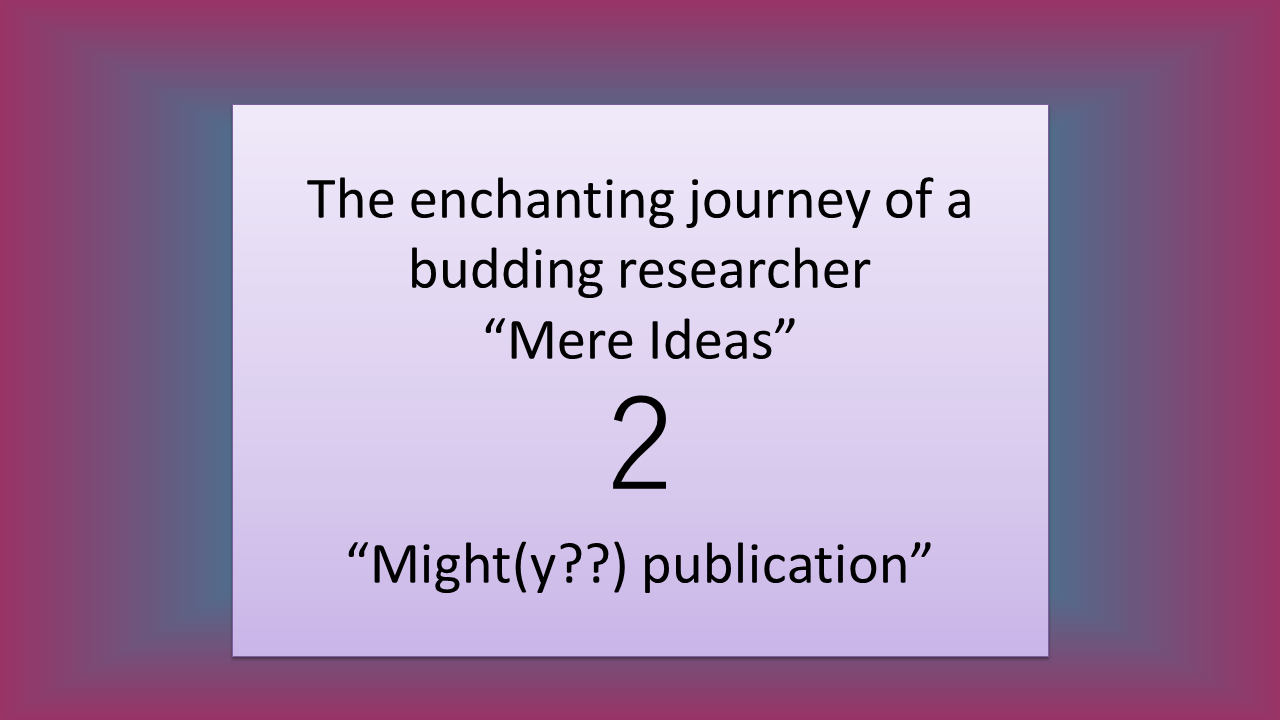 The enchanting journey of a
budding researcher
“Mere Ideas”
2
“Might(y??) publication”